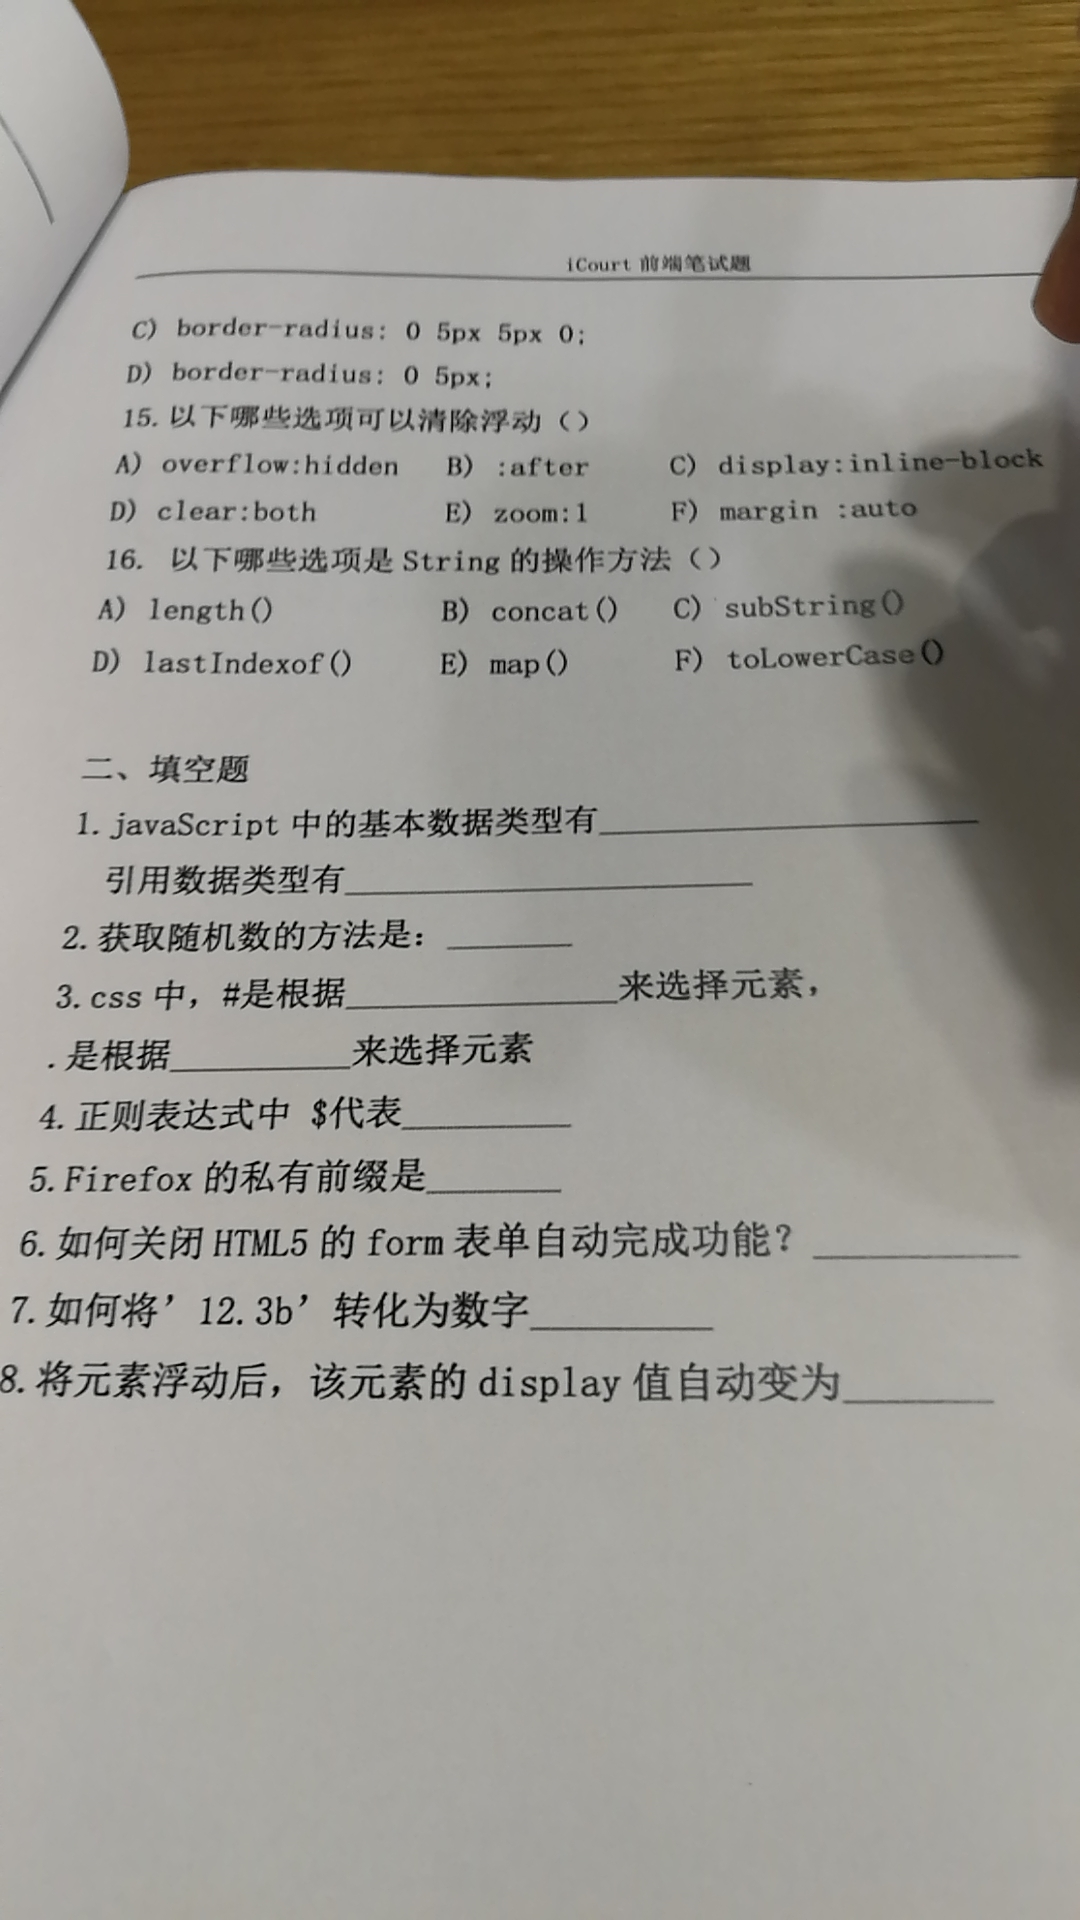 iCourt 前端笔试题
C) border-radius: 0 5px 5px 0;
D) border-radius: 0 5px;
15. 以下哪些选项可以清除浮动（）
A) overflow:hidden B) :after C) display:inline-block
D) clear:both E) zoom:1 F) margin :auto
16. 以下哪些选项是 String 的操作方法（）
A) length() B) concat() C) subString()
D) lastIndexof() E) map() F) toLowerCase()
二、填空题
1. javaScript 中的基本数据类型有____________
引用数据类型有____________
2. 获取随机数的方法是：______
3. css 中，#是根据____________来选择元素，
. 是根据________来选择元素
4. 正则表达式中 $代表________
5. Firefox 的私有前缀是______
6. 如何关闭 HTML5 的 form 表单自动完成功能？ ________
7. 如何将’12.3b’转化为数字________
8. 将元素浮动后，该元素的 display 值自动变为______